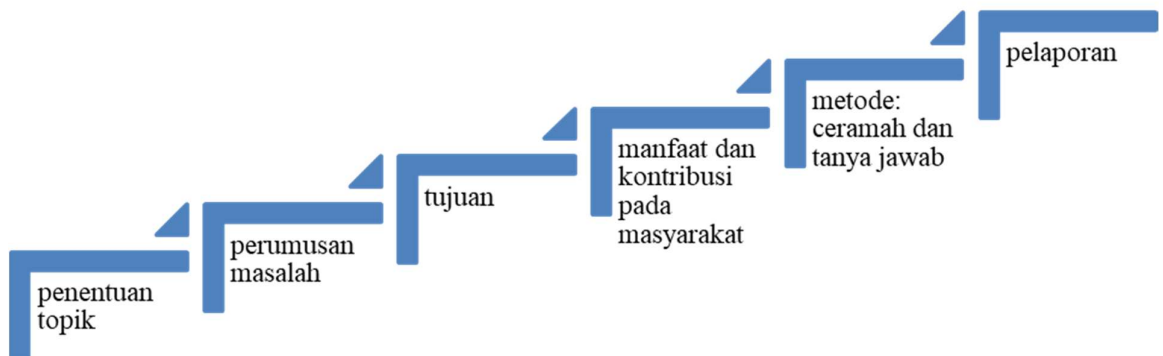 penentuan
topik
perumusan
masalah
tujuan
manfaat dan
kontribusi
pada
masyarakat
metode:
ceramah dan
tanya jawab
pelaporan